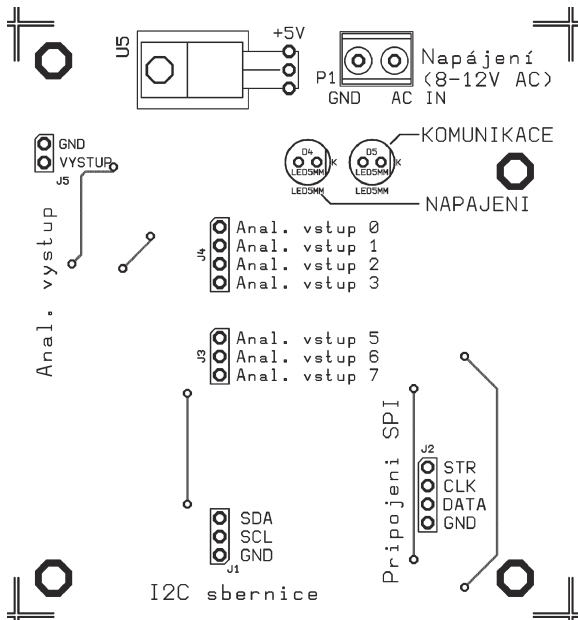 U5
+5V
P1
GND AC IN
Napájení
(8-12V AC)
GND
VYSTUP
J5
Anal. vystup
KOMUNIKACE
D4
LED5MM
K
LED5MM
D5
LED5MM
K
LED5MM
NAPAJENI
J4
Anal. vstup 0
Anal. vstup 1
Anal. vstup 2
Anal. vstup 3
J3
Anal. vstup 5
Anal. vstup 6
Anal. vstup 7
Pripojeni SPI
J2
STR
CLK
DATA
GND
SDA
SCL
GND
J1
I2C sbernice